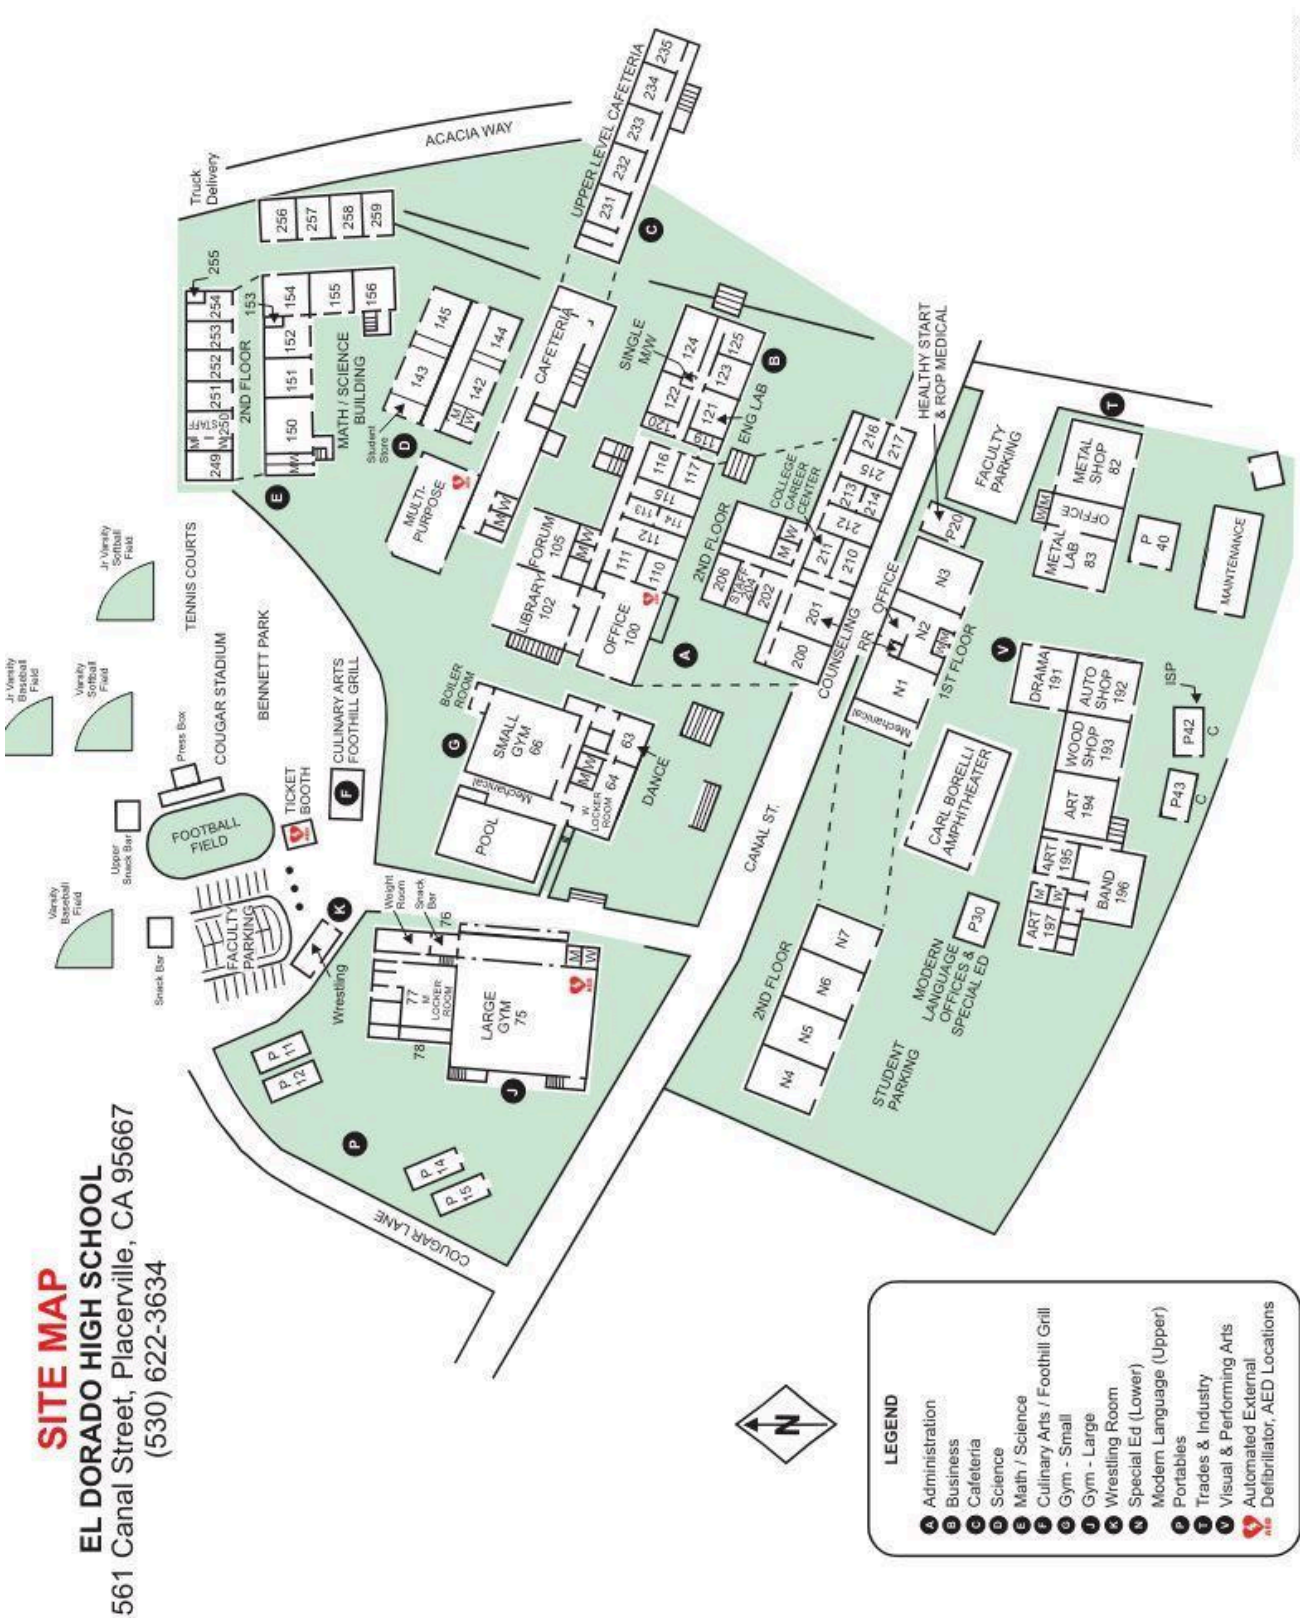 SITE MAP
EL DORADO HIGH SCHOOL
561 Canal Street, Placerville, CA 95667
(530) 622-3634
Varsity
Baseball
Field
Jr Varsity
Baseball
Field
Varsity
Softball
Field
Jr Varsity
Softball
Field
Snack Bar
Upper
Snack Bar
Press Box
FOOTBALL
FIELD
COUGAR STADIUM
TENNIS COURTS
BENNETT PARK
FACULTY
PARKING
TICKET
BOOTH
AED
F
CULINARY ARTS
FOOTHILL GRILL
K
Wrestling
P
11
P
12
P
P
14
P
15
COUGAR LANE
Weight
Room
Snack
Bar
76
77
M
LOCKER
ROOM
78
LARGE
GYM
75
M
W
AED
J
Truck
Delivery
ACACIA WAY
249
M
W
STAFF
250
251
252
253
254
255
2ND FLOOR
MW
150
151
152
153
154
155
156
MATH / SCIENCE
BUILDING
E
256
257
258
259
Student
Store
D
143
145
M
W
142
144
MULTI-
PURPOSE
AED
M
W
CAFETERIA
UPPER LEVEL CAFETERIA
231
232
233
234
235
C
BOILER
ROOM
G
SMALL
GYM
66
Mechanical
POOL
M
W
W
LOCKER
ROOM
64
63
DANCE
LIBRARY
102
FORUM
105
M
W
OFFICE
100
AED
110
111
112
113
114
115
116
117
A
SINGLE
M/W
120
122
124
119
121
123
125
B
ENG LAB
2ND FLOOR
206
STAFF
204
202
M
W
COLLEGE
CAREER
CENTER
200
201
210
211
212
213
214
215
216
217
COUNSELING
CANAL ST.
HEALTHY START
& ROP MEDICAL
OFFICE
RR
Mechanical
N1
N2
W
M
N3
P20
1ST FLOOR
FACULTY
PARKING
T
2ND FLOOR
N4
N5
N6
N7
STUDENT
PARKING
MODERN
LANGUAGE
OFFICES &
SPECIAL ED
P30
CARL BORELLI
AMPHITHEATER
V
DRAMA
191
AUTO
SHOP
192
WOOD
SHOP
193
ART
194
ART
195
M
W
ART
197
BAND
196
METAL
LAB
83
W
M
OFFICE
METAL
SHOP
82
P
40
MAINTENANCE
ISP
P42
C
P43
C
N
LEGEND
A Administration
B Business
C Cafeteria
D Science
E Math / Science
F Culinary Arts / Foothill Grill
G Gym - Small
J Gym - Large
K Wrestling Room
N Special Ed (Lower)
Modern Language (Upper)
P Portables
T Trades & Industry
V Visual & Performing Arts
AED Automated External
Defibrillator, AED Locations